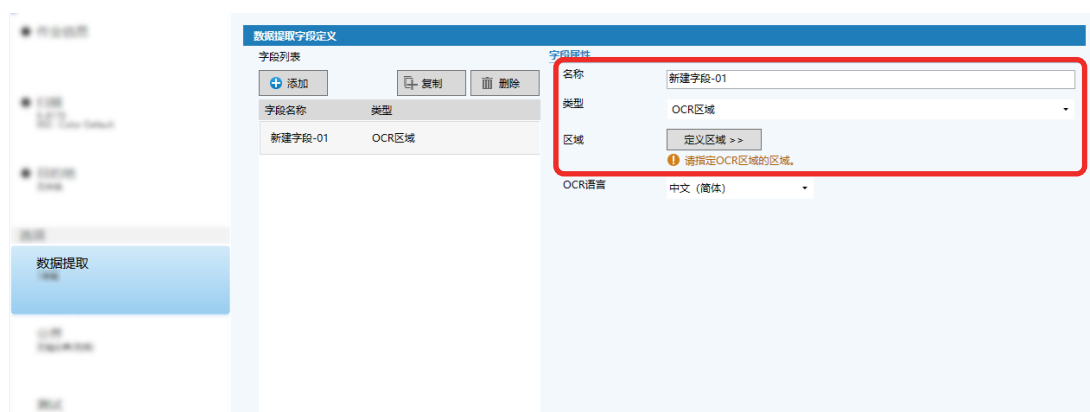 数据提取字段定义
字段列表
添加
复制
删除
字段名称 类型
新建字段-01 OCR区域
字段属性
名称 新建字段-01
类型 OCR区域
区域 定义区域 >>
请指定OCR区域的区域。
OCR语言 中文（简体）
数据提取